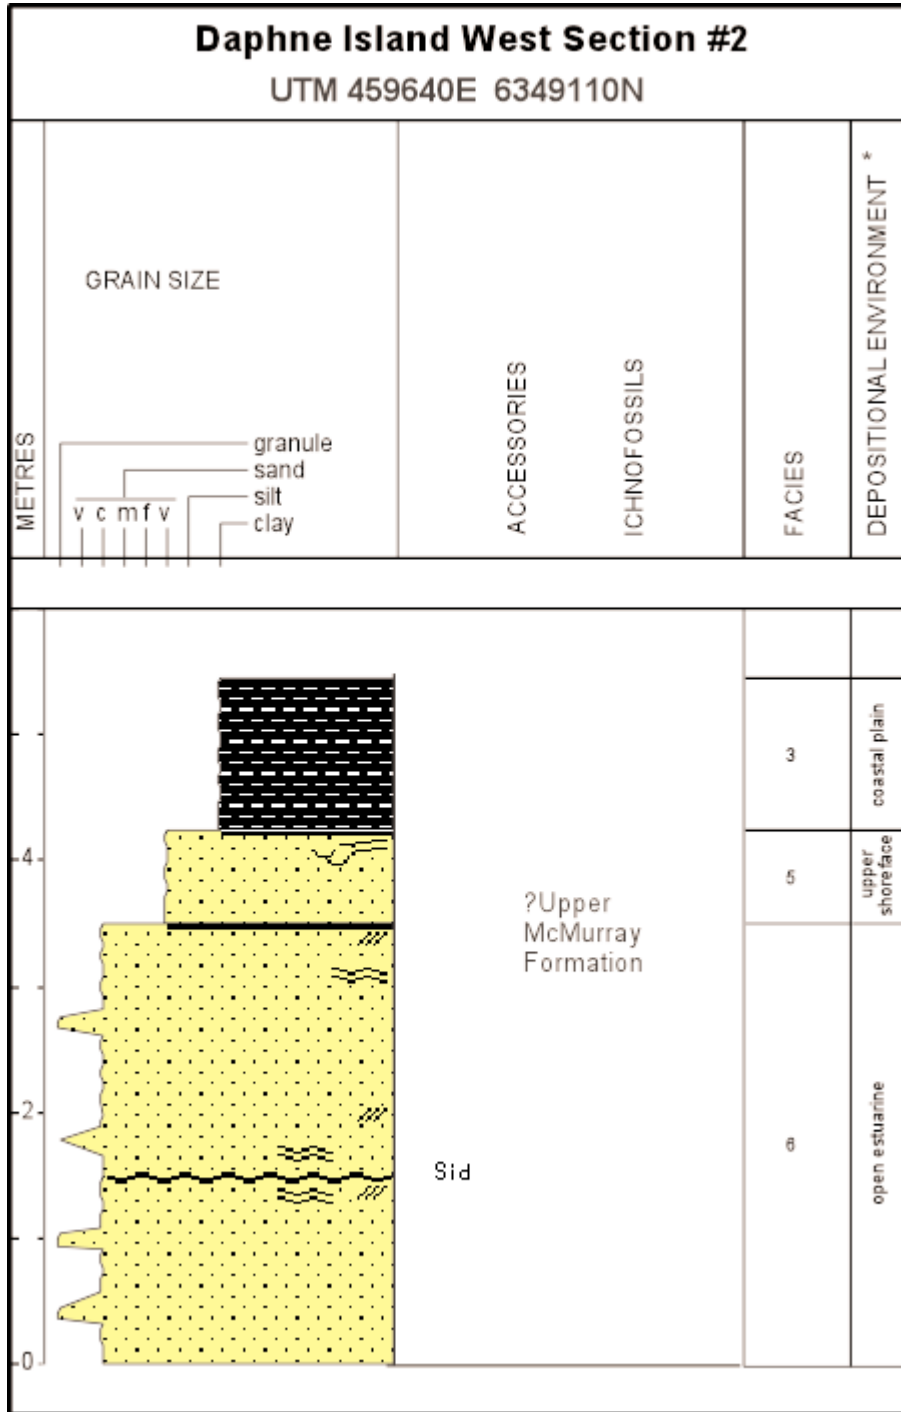 Daphne Island West Section #2
UTM 459640E 6349110N
METRES
GRAIN SIZE
granule
sand
silt
clay
v c m f v
ACCESSORIES
ICHNOFOSSILS
FACIES
DEPOSITIONAL ENVIRONMENT *
3
coastal plain
4
5
upper
shoreface
?Upper
McMurray
Formation
2
Sid
6
open estuarine
0